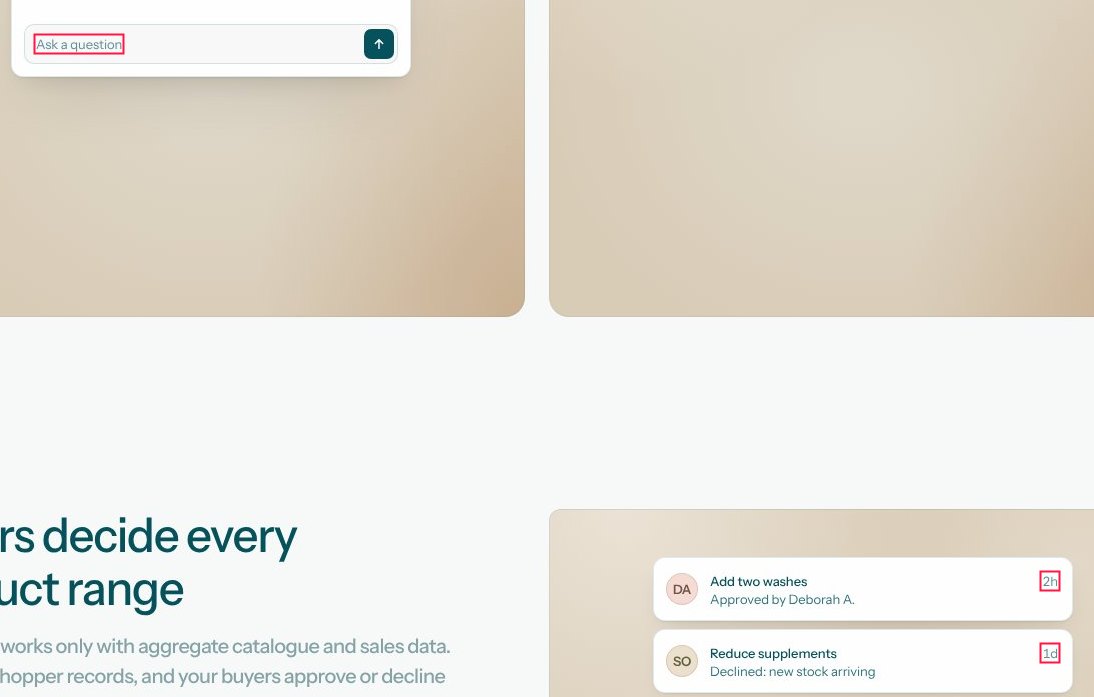 Ask a question
rs decide every
uct range
works only with aggregate catalogue and sales data.
hopper records, and your buyers approve or decline
DA
Add two washes
2h
Approved by Deborah A.
SO
Reduce supplements
1d
Declined: new stock arriving